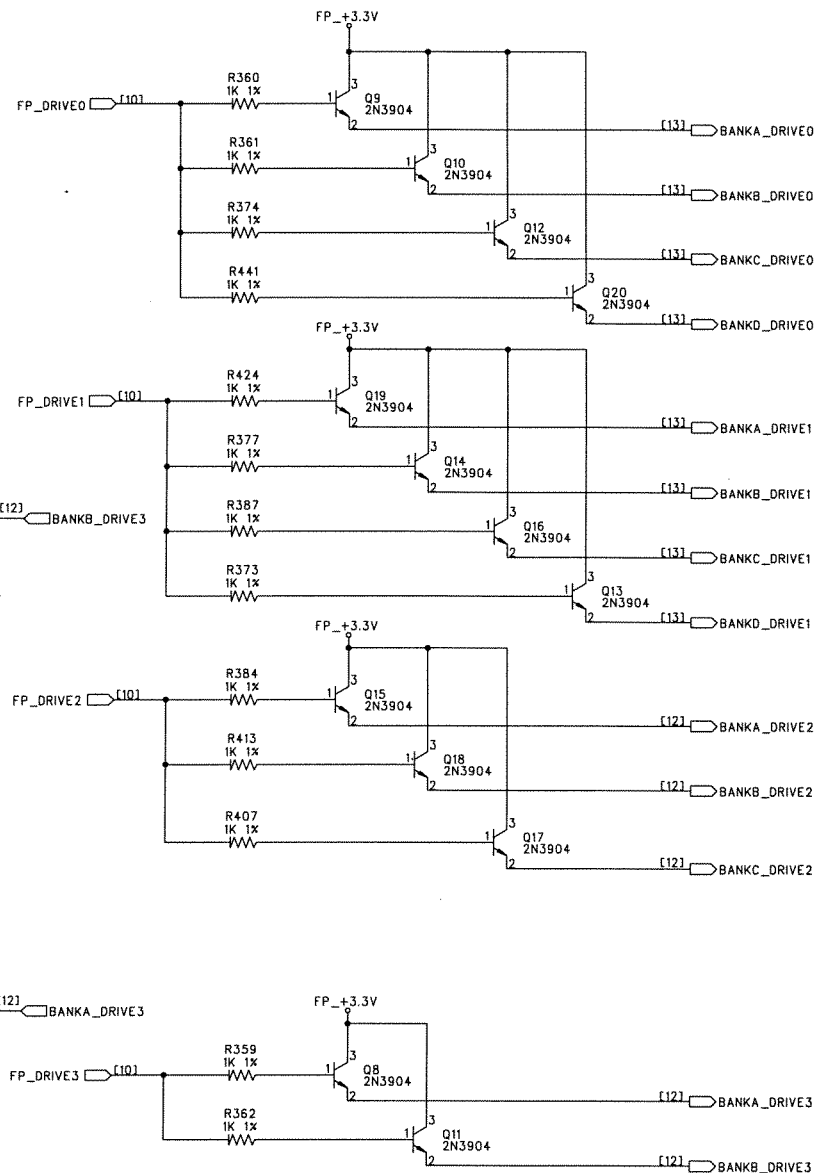 FP_+3.3V
FP_DRIVE0 [10]
R360
1K 1%
1
3
Q9
2N3904
2
[13] BANKA_DRIVE0
R361
1K 1%
1
3
Q10
2N3904
2
[13] BANKB_DRIVE0
R374
1K 1%
1
3
Q12
2N3904
2
[13] BANKC_DRIVE0
R441
1K 1%
1
3
Q20
2N3904
2
[13] BANKD_DRIVE0
FP_+3.3V
FP_DRIVE1 [10]
R424
1K 1%
1
3
Q19
2N3904
2
[13] BANKA_DRIVE1
R377
1K 1%
1
3
Q14
2N3904
2
[13] BANKB_DRIVE1
[12] BANKB_DRIVE3
R387
1K 1%
1
3
Q16
2N3904
2
[13] BANKC_DRIVE1
R373
1K 1%
1
3
Q13
2N3904
2
[13] BANKD_DRIVE1
FP_+3.3V
FP_DRIVE2 [10]
R384
1K 1%
1
3
Q15
2N3904
2
[12] BANKA_DRIVE2
R413
1K 1%
1
3
Q18
2N3904
2
[12] BANKB_DRIVE2
R407
1K 1%
1
3
Q17
2N3904
2
[12] BANKC_DRIVE2
[12] BANKA_DRIVE3
FP_+3.3V
FP_DRIVE3 [10]
R359
1K 1%
1
3
Q8
2N3904
2
[12] BANKA_DRIVE3
R362
1K 1%
1
3
Q11
2N3904
2
[12] BANKB_DRIVE3